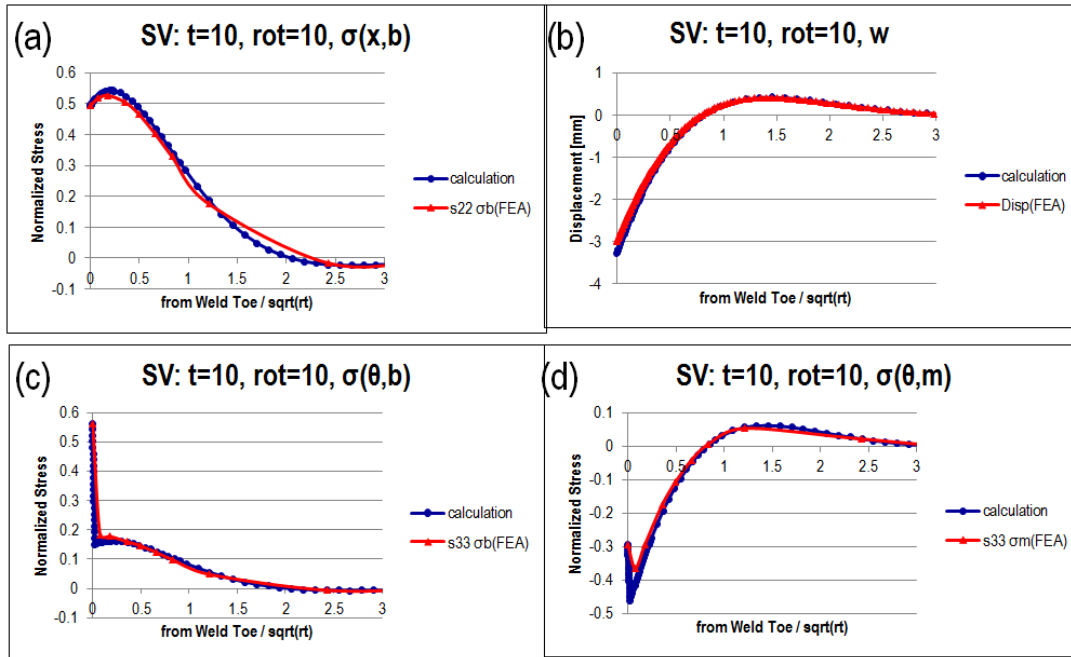 (a) SV: t=10, rot=10, σ(x,b)
0.6
0.5
0.4
0.3
0.2
0.1
0
-0.1
0 0.5 1 1.5 2 2.5 3
Normalized Stress
from Weld Toe / sqrt(rt)
calculation
s22 σb(FEA)
(b) SV: t=10, rot=10, w
1
0
-1
-2
-3
-4
0 0.5 1 1.5 2 2.5 3
Displacement [mm]
from Weld Toe / sqrt(rt)
calculation
Disp(FEA)
(c) SV: t=10, rot=10, σ(θ,b)
0.6
0.5
0.4
0.3
0.2
0.1
0
-0.1
0 0.5 1 1.5 2 2.5 3
Normalized Stress
from Weld Toe / sqrt(rt)
calculation
s33 σb(FEA)
(d) SV: t=10, rot=10, σ(θ,m)
0.1
0
-0.1
-0.2
-0.3
-0.4
-0.5
0 0.5 1 1.5 2 2.5 3
Normalized Stress
from Weld Toe / sqrt(rt)
calculation
s33 σm(FEA)